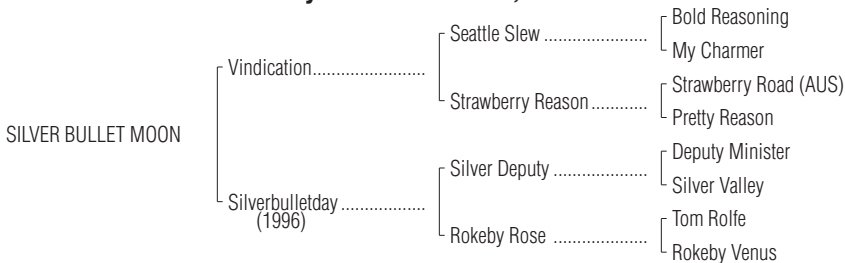 Bold Reasoning
Seattle Slew ......................
My Charmer
Vindication.......................
Strawberry Road (AUS)
Strawberry Reason ............
Pretty Reason
SILVER BULLET MOON
Deputy Minister
Silver Deputy ....................
Silver Valley
Silverbulletday ..................
(1996)
Tom Rolfe
Rokeby Rose ....................
Rokeby Venus